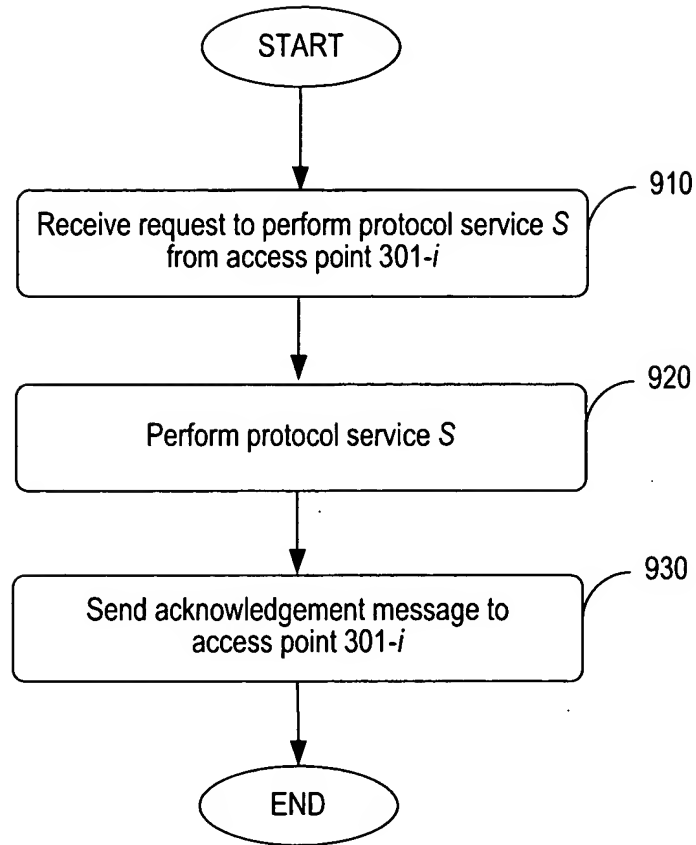 START
910
Receive request to perform protocol service S
from access point 301-i
920
Perform protocol service S
930
Send acknowledgement message to
access point 301-i
END